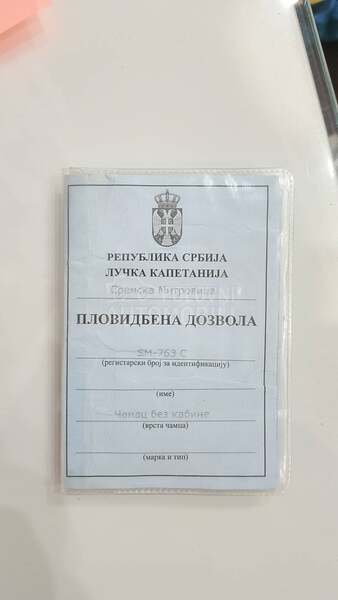 РЕПУБЛИКА СРБИЈА
ЛУЧКА КАПЕТАНИЈА
Сремска Митровица
ПЛОВИДБЕНА ДОЗВОЛА
SM-763 C
(регистарски број за идентификацију)
(име)
Чамац без кабине
(врста чамца)
(марка и тип)